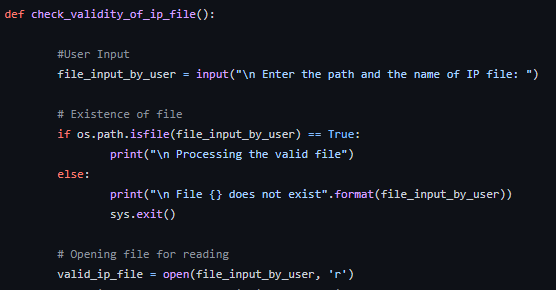 def check_validity_of_ip_file():
#User Input
file_input_by_user = input("\n Enter the path and the name of IP file: ")
# Existence of file
if os.path.isfile(file_input_by_user) == True:
print("\n Processing the valid file")
else:
print("\n File {} does not exist".format(file_input_by_user))
sys.exit()
# Opening file for reading
valid_ip_file = open(file_input_by_user, 'r')